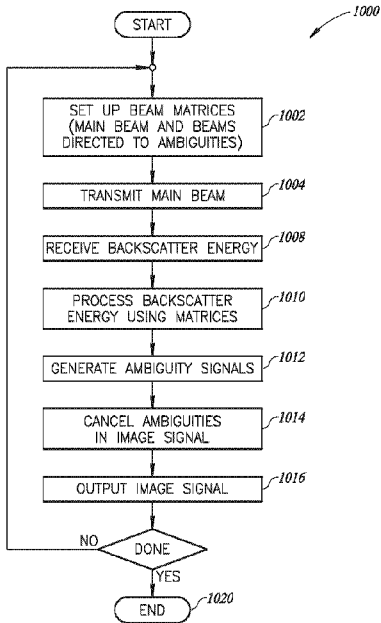 START
1000
SET UP BEAM MATRICES
(MAIN BEAM AND BEAMS
DIRECTED TO AMBIGUITIES)
1002
TRANSMIT MAIN BEAM
1004
RECEIVE BACKSCATTER ENERGY
1008
PROCESS BACKSCATTER
ENERGY USING MATRICES
1010
GENERATE AMBIGUITY SIGNALS
1012
CANCEL AMBIGUITIES
IN IMAGE SIGNAL
1014
OUTPUT IMAGE SIGNAL
1016
NO
DONE
YES
END
1020